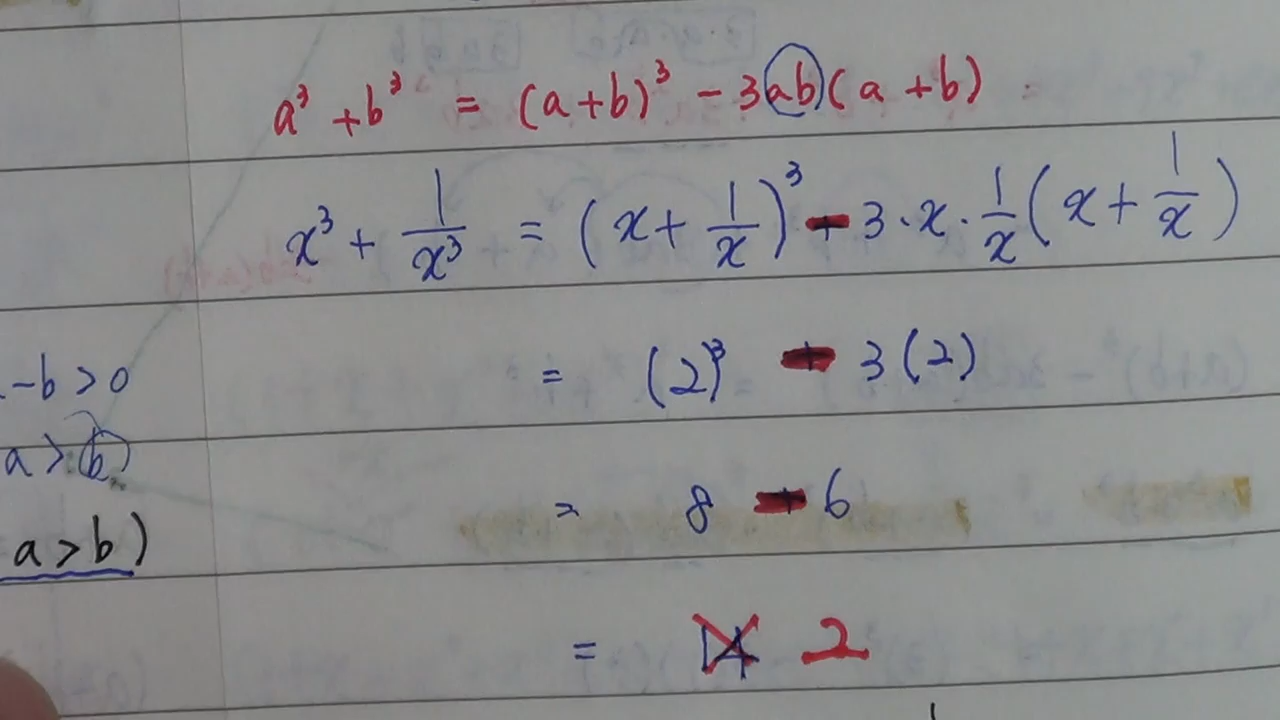 a³ + b³ = (a+b)³ - 3ab(a+b)
x³ + 1/x³ = (x + 1/x)³ - 3·x·1/x(x + 1/x)
-b>0
= (2)³ - 3(2)
a>b
= 8 - 6
a>b)
= 14 2